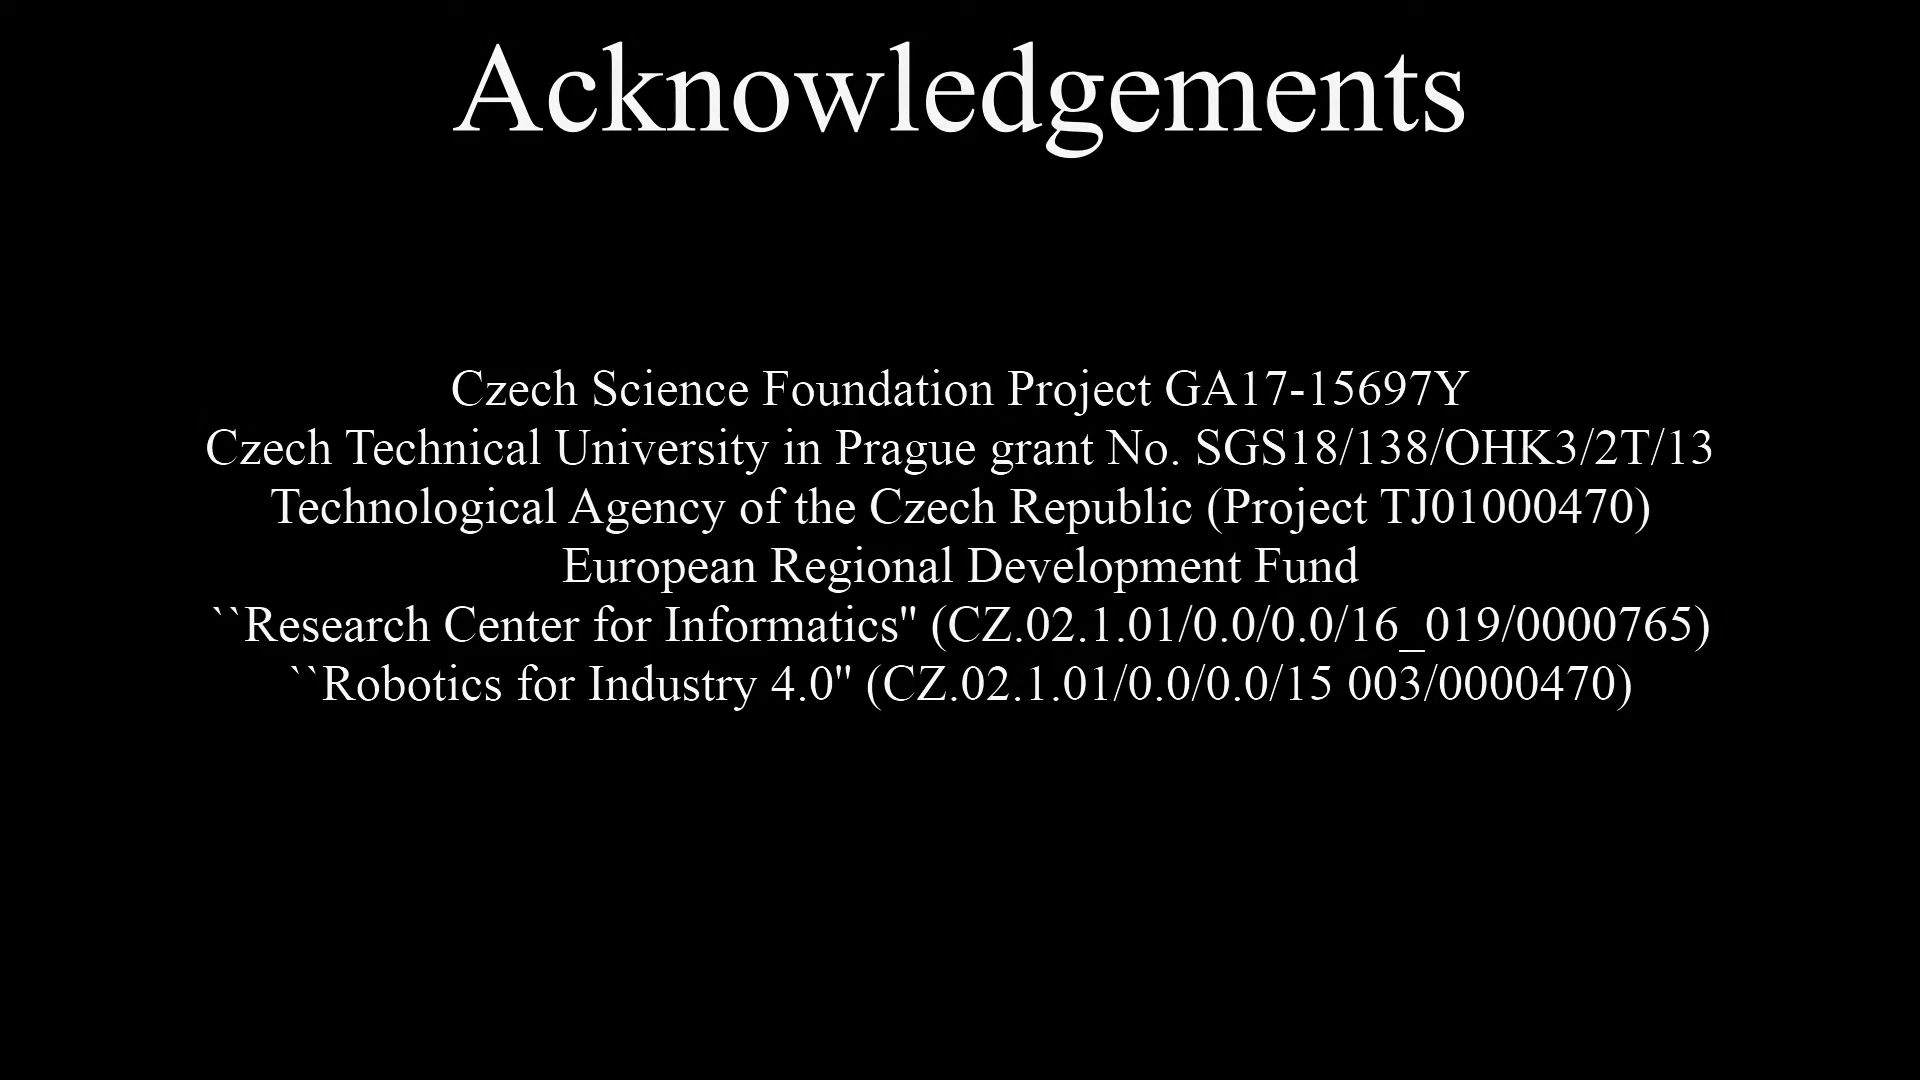 Acknowledgements
Czech Science Foundation Project GA17-15697Y
Czech Technical University in Prague grant No. SGS18/138/OHK3/2T/13
Technological Agency of the Czech Republic (Project TJ01000470)
European Regional Development Fund
``Research Center for Informatics'' (CZ.02.1.01/0.0/0.0/16_019/0000765)
``Robotics for Industry 4.0'' (CZ.02.1.01/0.0/0.0/15 003/0000470)